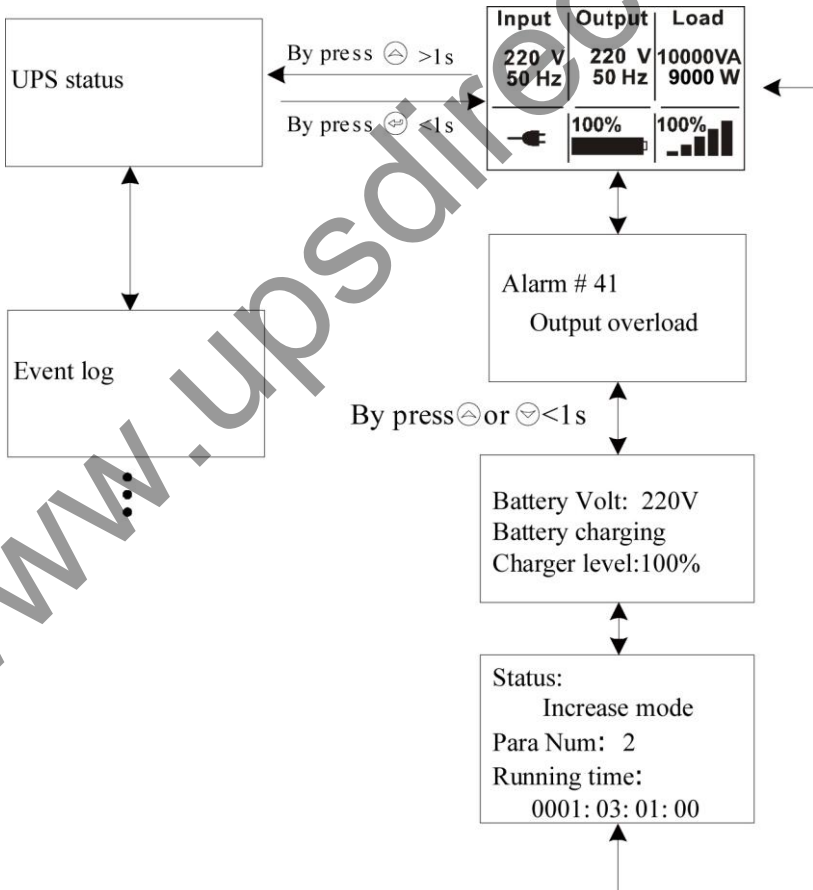 Input Output Load
220 V 220 V 10000VA
50 Hz 50 Hz 9000 W
100% 100%
UPS status
By press >1s
By press <1s
Alarm # 41
Output overload
Event log
By press or <1s
Battery Volt: 220V
Battery charging
Charger level:100%
Status:
Increase mode
Para Num: 2
Running time:
0001: 03: 01: 00
www.upsdirec